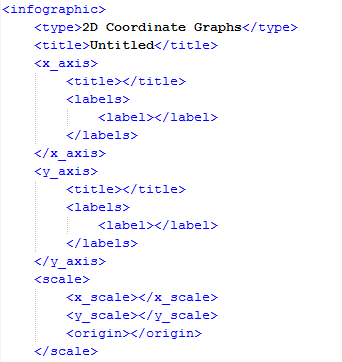 <infographic>
<type>2D Coordinate Graphs</type>
<title>Untitled</title>
<x_axis>
<title></title>
<labels>
<label></label>
</labels>
</x_axis>
<y_axis>
<title></title>
<labels>
<label></label>
</labels>
</y_axis>
<scale>
<x_scale></x_scale>
<y_scale></y_scale>
<origin></origin>
</scale>